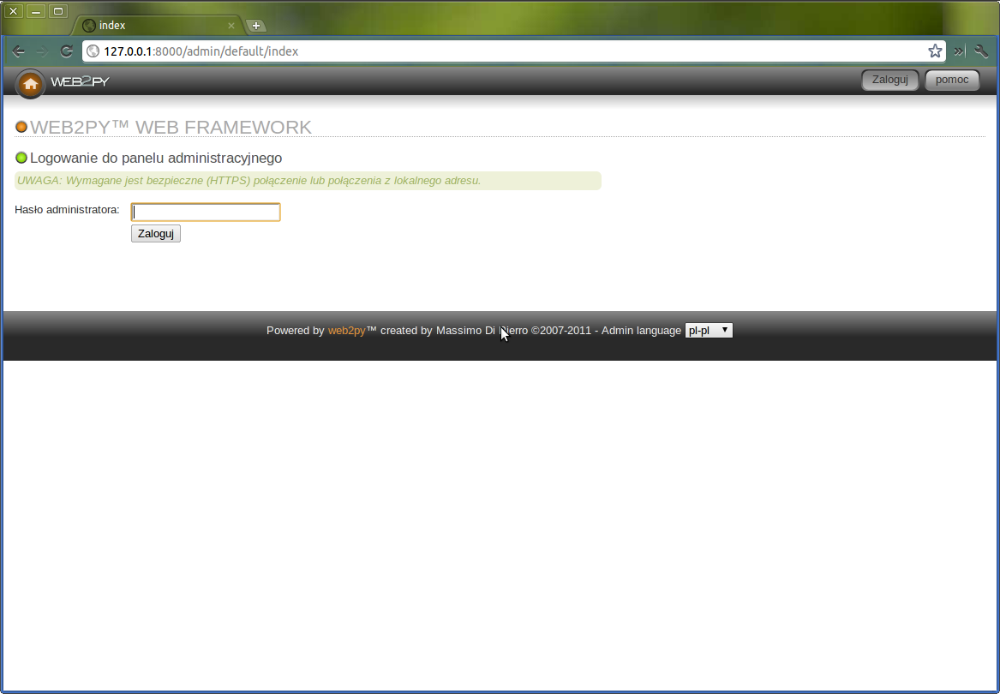 index
127.0.0.1:8000/admin/default/index
WEB2PY
Zaloguj
pomoc
WEB2PY™ WEB FRAMEWORK
Logowanie do panelu administracyjnego
UWAGA: Wymagane jest bezpieczne (HTTPS) połączenie lub połączenia z lokalnego adresu.
Hasło administratora:
Zaloguj
Powered by web2py™ created by Massimo Di Pierro ©2007-2011 - Admin language pl-pl